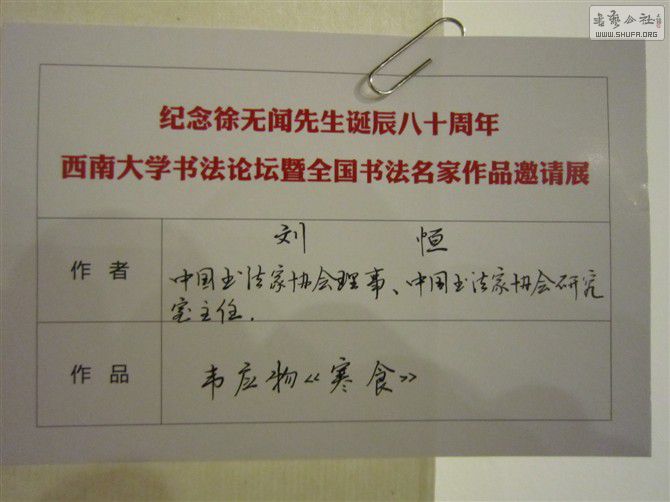 书艺公社
WWW.SHUFA.ORG
纪念徐无闻先生诞辰八十周年
西南大学书法论坛暨全国书法名家作品邀请展
作者
刘 恒
中国书法家协会理事、中国书法家协会研究
室主任.
作品
韦应物《寒食》